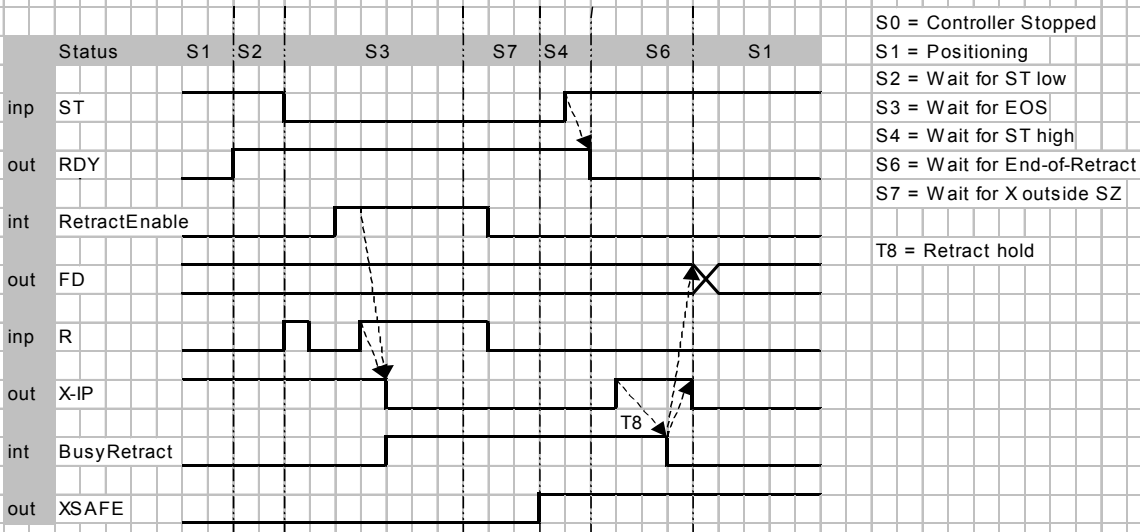 Status S1 S2 S3 S7 S4 S6 S1
inp ST
out RDY
int RetractEnable
out FD
inp R
out X-IP
T8
int BusyRetract
out XSAFE
S0 = Controller Stopped
S1 = Positioning
S2 = Wait for ST low
S3 = Wait for EOS
S4 = Wait for ST high
S6 = Wait for End-of-Retract
S7 = Wait for X outside SZ
T8 = Retract hold